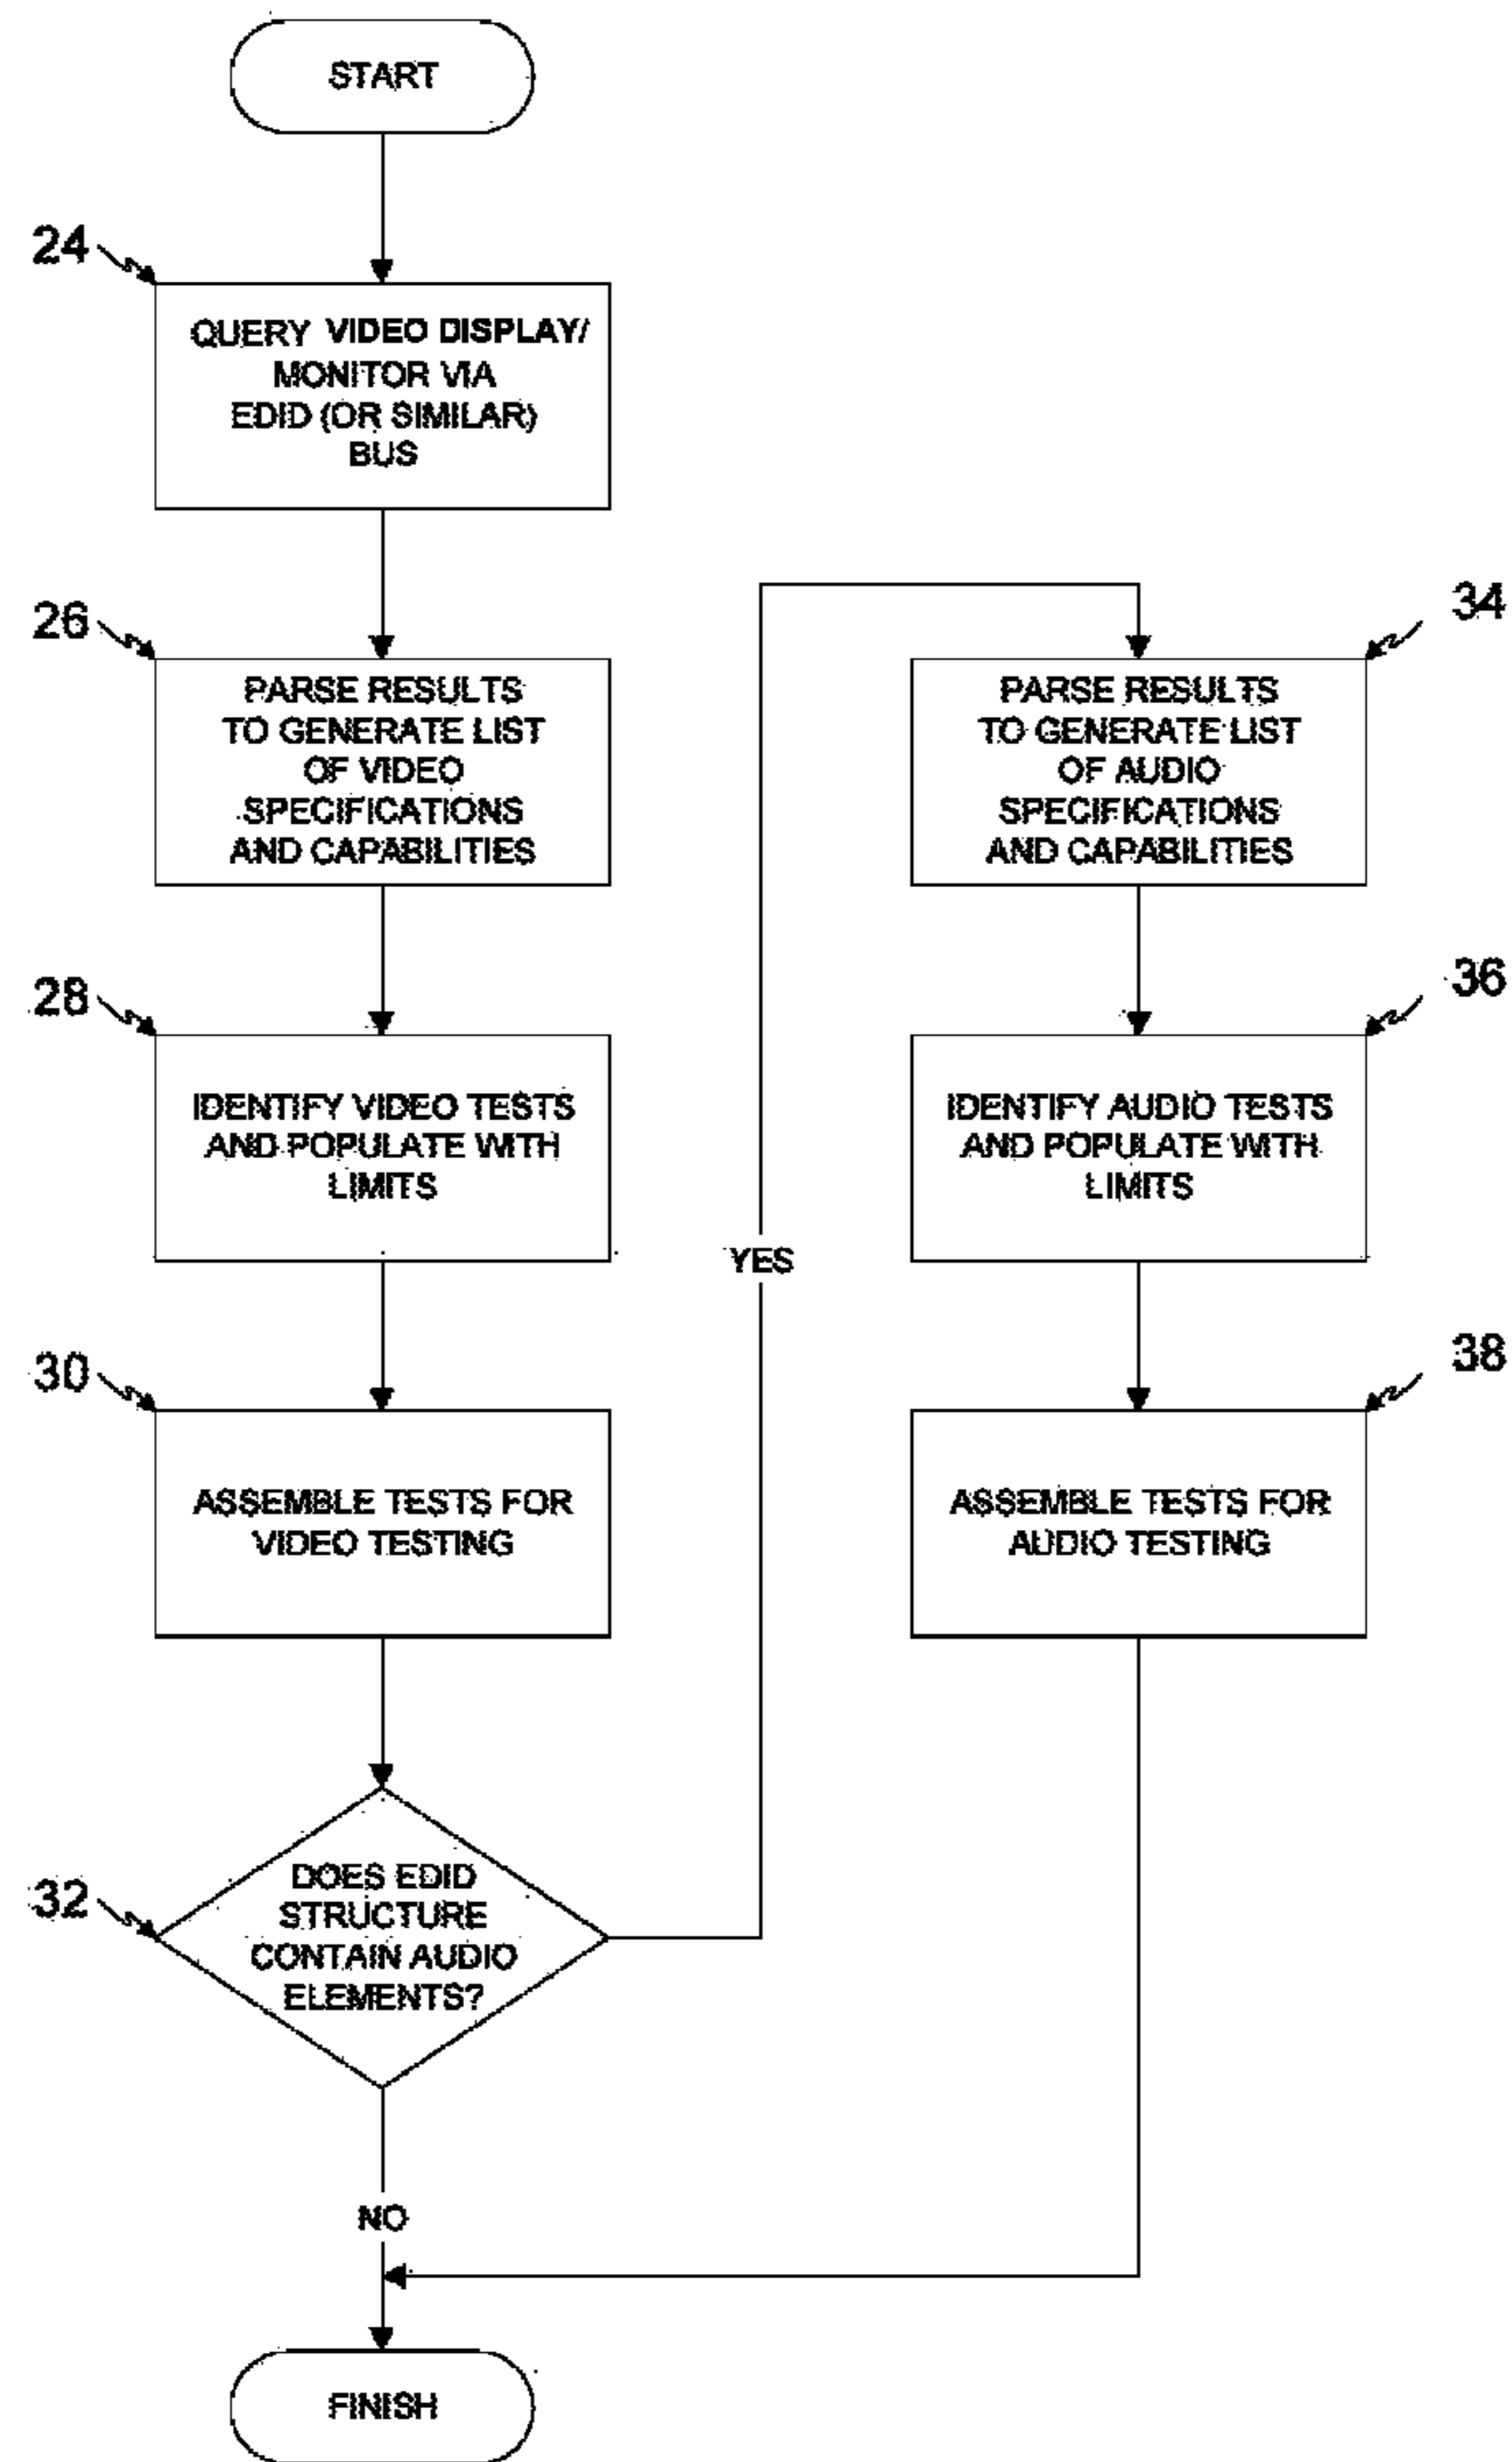 START
24
QUERY VIDEO DISPLAY/
MONITOR VIA
EDID (OR SIMILAR)
BUS
26
PARSE RESULTS
TO GENERATE LIST
OF VIDEO
SPECIFICATIONS
AND CAPABILITIES
28
IDENTIFY VIDEO TESTS
AND POPULATE WITH
LIMITS
30
ASSEMBLE TESTS FOR
VIDEO TESTING
32
DOES EDID
STRUCTURE
CONTAIN AUDIO
ELEMENTS?
YES
34
PARSE RESULTS
TO GENERATE LIST
OF AUDIO
SPECIFICATIONS
AND CAPABILITIES
36
IDENTIFY AUDIO TESTS
AND POPULATE WITH
LIMITS
38
ASSEMBLE TESTS FOR
AUDIO TESTING
NO
FINISH